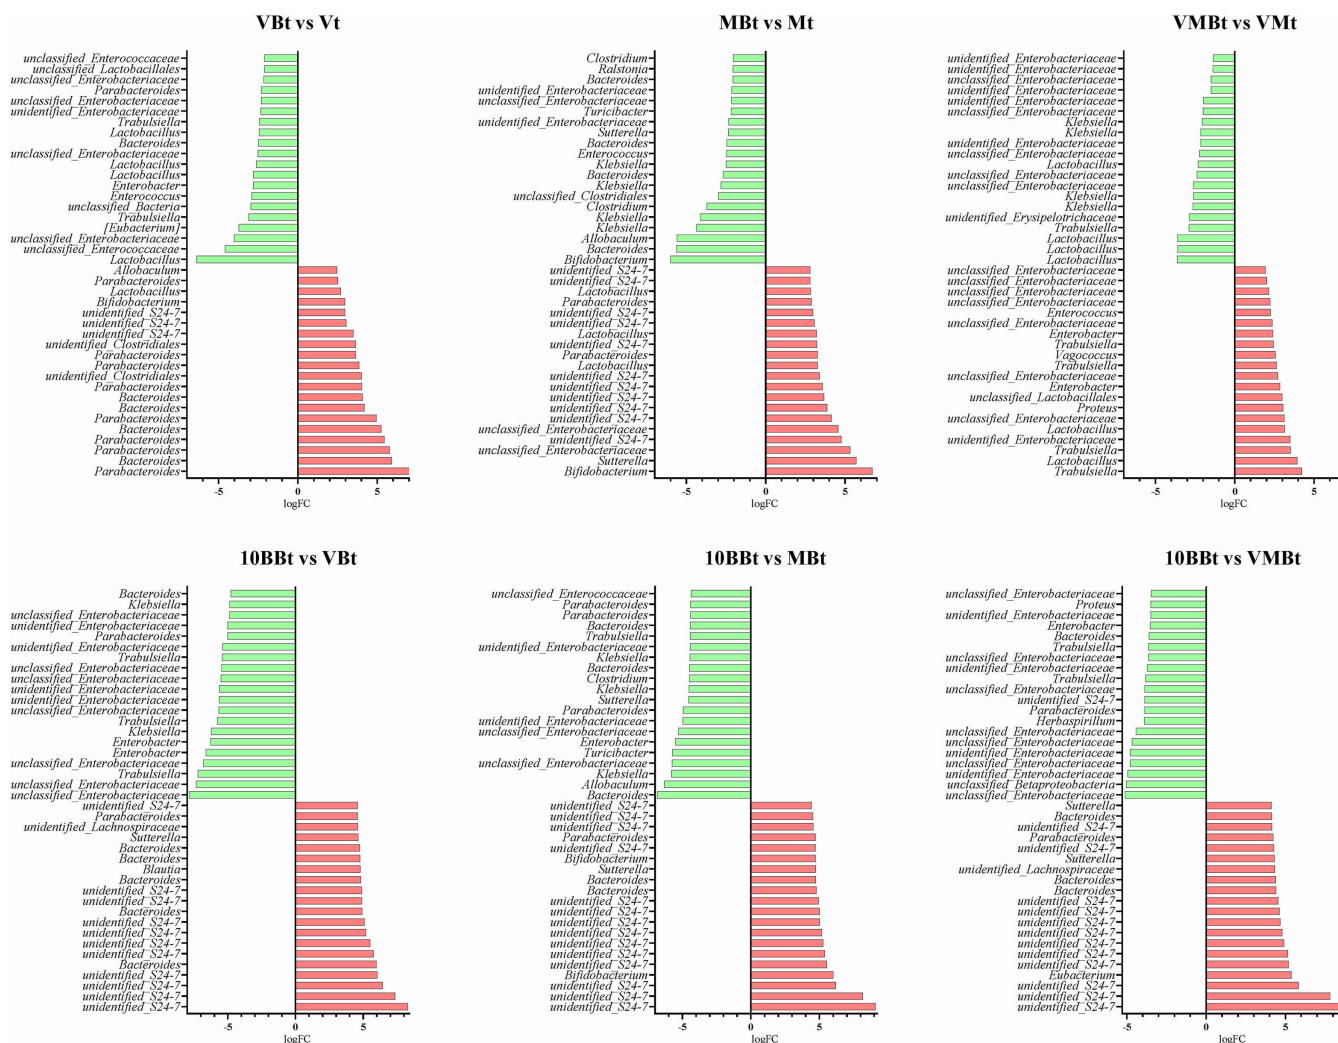 VBt vs Vt
unclassified_Enterococcaceae
unclassified_Lactobacillales
unclassified_Enterobacteriaceae
Parabacteroides
unclassified_Enterobacteriaceae
unidentified_Enterobacteriaceae
Trabulsiella
Lactobacillus
Bacteroides
unclassified_Enterobacteriaceae
Lactobacillus
Lactobacillus
Enterobacter
Enterococcus
unclassified_Bacteria
Trabulsiella
[Eubacterium]
unclassified_Enterobacteriaceae
unclassified_Enterococcaceae
Lactobacillus
Allobaculum
Parabacteroides
Lactobacillus
Bifidobacterium
unidentified_S24-7
unidentified_S24-7
unidentified_S24-7
unidentified_Clostridiales
Parabacteroides
Parabacteroides
unidentified_Clostridiales
Parabacteroides
Bacteroides
Bacteroides
Parabacteroides
Bacteroides
Parabacteroides
Parabacteroides
Bacteroides
Parabacteroides
-5 0 5
logFC
MBt vs Mt
Clostridium
Ralstonia
Bacteroides
unidentified_Enterobacteriaceae
unclassified_Enterobacteriaceae
Turicibacter
unidentified_Enterobacteriaceae
Sutterella
Bacteroides
Enterococcus
Klebsiella
Bacteroides
Klebsiella
unclassified_Clostridiales
Clostridium
Klebsiella
Klebsiella
Allobaculum
Bacteroides
Bifidobacterium
unidentified_S24-7
unidentified_S24-7
Lactobacillus
Parabacteroides
unidentified_S24-7
unidentified_S24-7
Lactobacillus
unidentified_S24-7
Parabacteroides
Lactobacillus
unidentified_S24-7
unidentified_S24-7
unidentified_S24-7
unidentified_S24-7
unidentified_S24-7
unclassified_Enterobacteriaceae
unidentified_S24-7
unclassified_Enterobacteriaceae
Sutterella
Bifidobacterium
-5 0 5
logFC
VMBt vs VMt
unidentified_Enterobacteriaceae
unidentified_Enterobacteriaceae
unclassified_Enterobacteriaceae
unidentified_Enterobacteriaceae
unidentified_Enterobacteriaceae
unclassified_Enterobacteriaceae
Klebsiella
Klebsiella
unidentified_Enterobacteriaceae
unclassified_Enterobacteriaceae
Lactobacillus
unclassified_Enterobacteriaceae
unclassified_Enterobacteriaceae
Klebsiella
Klebsiella
unidentified_Erysipelotrichaceae
Trabulsiella
Lactobacillus
Lactobacillus
Lactobacillus
unclassified_Enterobacteriaceae
unclassified_Enterobacteriaceae
unclassified_Enterobacteriaceae
unclassified_Enterobacteriaceae
Enterococcus
unclassified_Enterobacteriaceae
Enterobacter
Trabulsiella
Vagococcus
Trabulsiella
unclassified_Enterobacteriaceae
Enterobacter
unclassified_Lactobacillales
Proteus
unclassified_Enterobacteriaceae
Lactobacillus
unidentified_Enterobacteriaceae
Trabulsiella
Lactobacillus
Trabulsiella
-5 0 5
logFC
10BBt vs VBt
Bacteroides
Klebsiella
unclassified_Enterobacteriaceae
unidentified_Enterobacteriaceae
Parabacteroides
unidentified_Enterobacteriaceae
Trabulsiella
unclassified_Enterobacteriaceae
unclassified_Enterobacteriaceae
unidentified_Enterobacteriaceae
unidentified_Enterobacteriaceae
unclassified_Enterobacteriaceae
Trabulsiella
Klebsiella
Enterobacter
Enterobacter
unclassified_Enterobacteriaceae
Trabulsiella
unclassified_Enterobacteriaceae
unclassified_Enterobacteriaceae
unidentified_S24-7
Parabacteroides
unidentified_Lachnospiraceae
Sutterella
Bacteroides
Bacteroides
Blautia
Bacteroides
unidentified_S24-7
unidentified_S24-7
Bacteroides
unidentified_S24-7
unidentified_S24-7
unidentified_S24-7
unidentified_S24-7
Bacteroides
unidentified_S24-7
unidentified_S24-7
unidentified_S24-7
unidentified_S24-7
-5 0 5
logFC
10BBt vs MBt
unclassified_Enterococcaceae
Parabacteroides
Parabacteroides
Bacteroides
Trabulsiella
unidentified_Enterobacteriaceae
Klebsiella
Bacteroides
Clostridium
Klebsiella
Sutterella
Parabacteroides
unidentified_Enterobacteriaceae
unclassified_Enterobacteriaceae
Enterobacter
Turicibacter
unclassified_Enterobacteriaceae
Klebsiella
Allobaculum
Bacteroides
unidentified_S24-7
unidentified_S24-7
unidentified_S24-7
Parabacteroides
unidentified_S24-7
Bifidobacterium
Sutterella
Bacteroides
Bacteroides
unidentified_S24-7
unidentified_S24-7
unidentified_S24-7
unidentified_S24-7
unidentified_S24-7
unidentified_S24-7
Bifidobacterium
unidentified_S24-7
unidentified_S24-7
unidentified_S24-7
-5 0 5
logFC
10BBt vs VMBt
unclassified_Enterobacteriaceae
Proteus
unidentified_Enterobacteriaceae
Enterobacter
Bacteroides
Trabulsiella
unclassified_Enterobacteriaceae
unidentified_Enterobacteriaceae
Trabulsiella
unclassified_Enterobacteriaceae
unidentified_S24-7
Parabacteroides
Herbaspirillum
unclassified_Enterobacteriaceae
unclassified_Enterobacteriaceae
unidentified_Enterobacteriaceae
unclassified_Enterobacteriaceae
unidentified_Enterobacteriaceae
unclassified_Betaproteobacteria
unclassified_Enterobacteriaceae
Sutterella
Bacteroides
unidentified_S24-7
Parabacteroides
unidentified_S24-7
Sutterella
unidentified_Lachnospiraceae
Bacteroides
Bacteroides
unidentified_S24-7
unidentified_S24-7
unidentified_S24-7
unidentified_S24-7
unidentified_S24-7
unidentified_S24-7
unidentified_S24-7
Eubacterium
unidentified_S24-7
unidentified_S24-7
unidentified_S24-7
-5 0 5
logFC